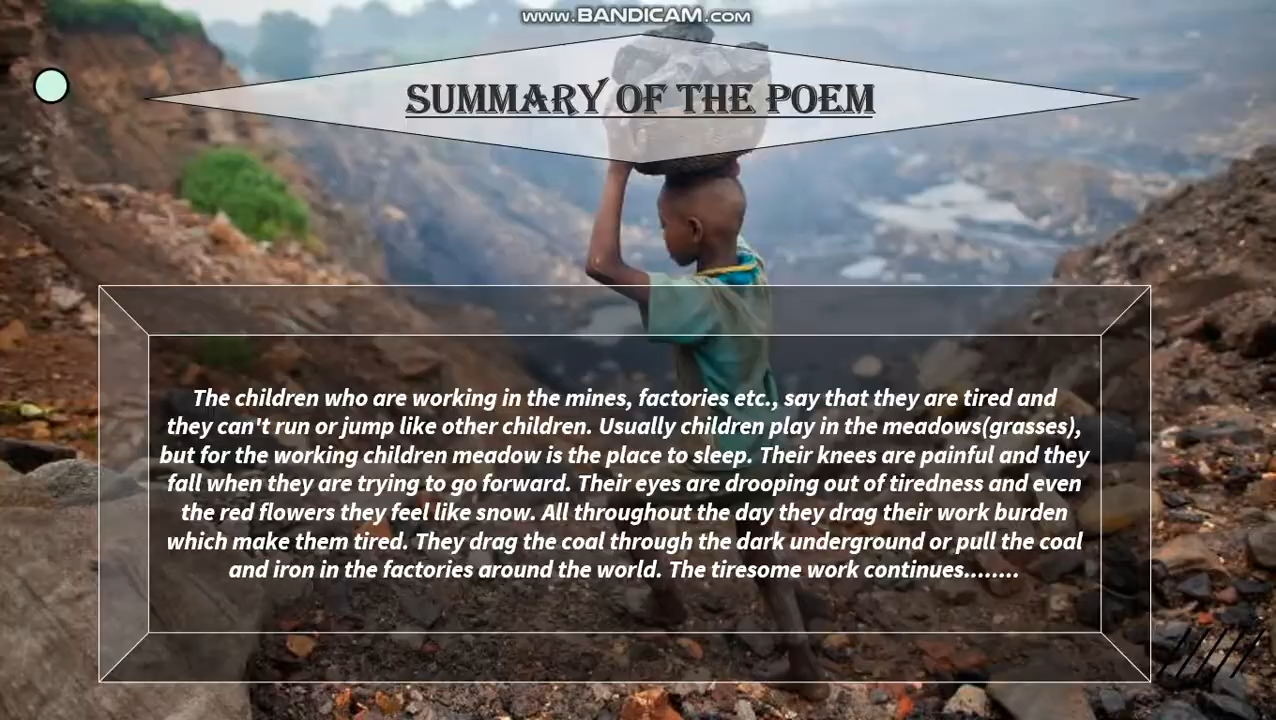 WWW.BANDICAM.COM
SUMMARY OF THE POEM
The children who are working in the mines, factories etc., say that they are tired and
they can't run or jump like other children. Usually children play in the meadows(grasses),
but for the working children meadow is the place to sleep. Their knees are painful and they
fall when they are trying to go forward. Their eyes are drooping out of tiredness and even
the red flowers they feel like snow. All throughout the day they drag their work burden
which make them tired. They drag the coal through the dark underground or pull the coal
and iron in the factories around the world. The tiresome work continues........